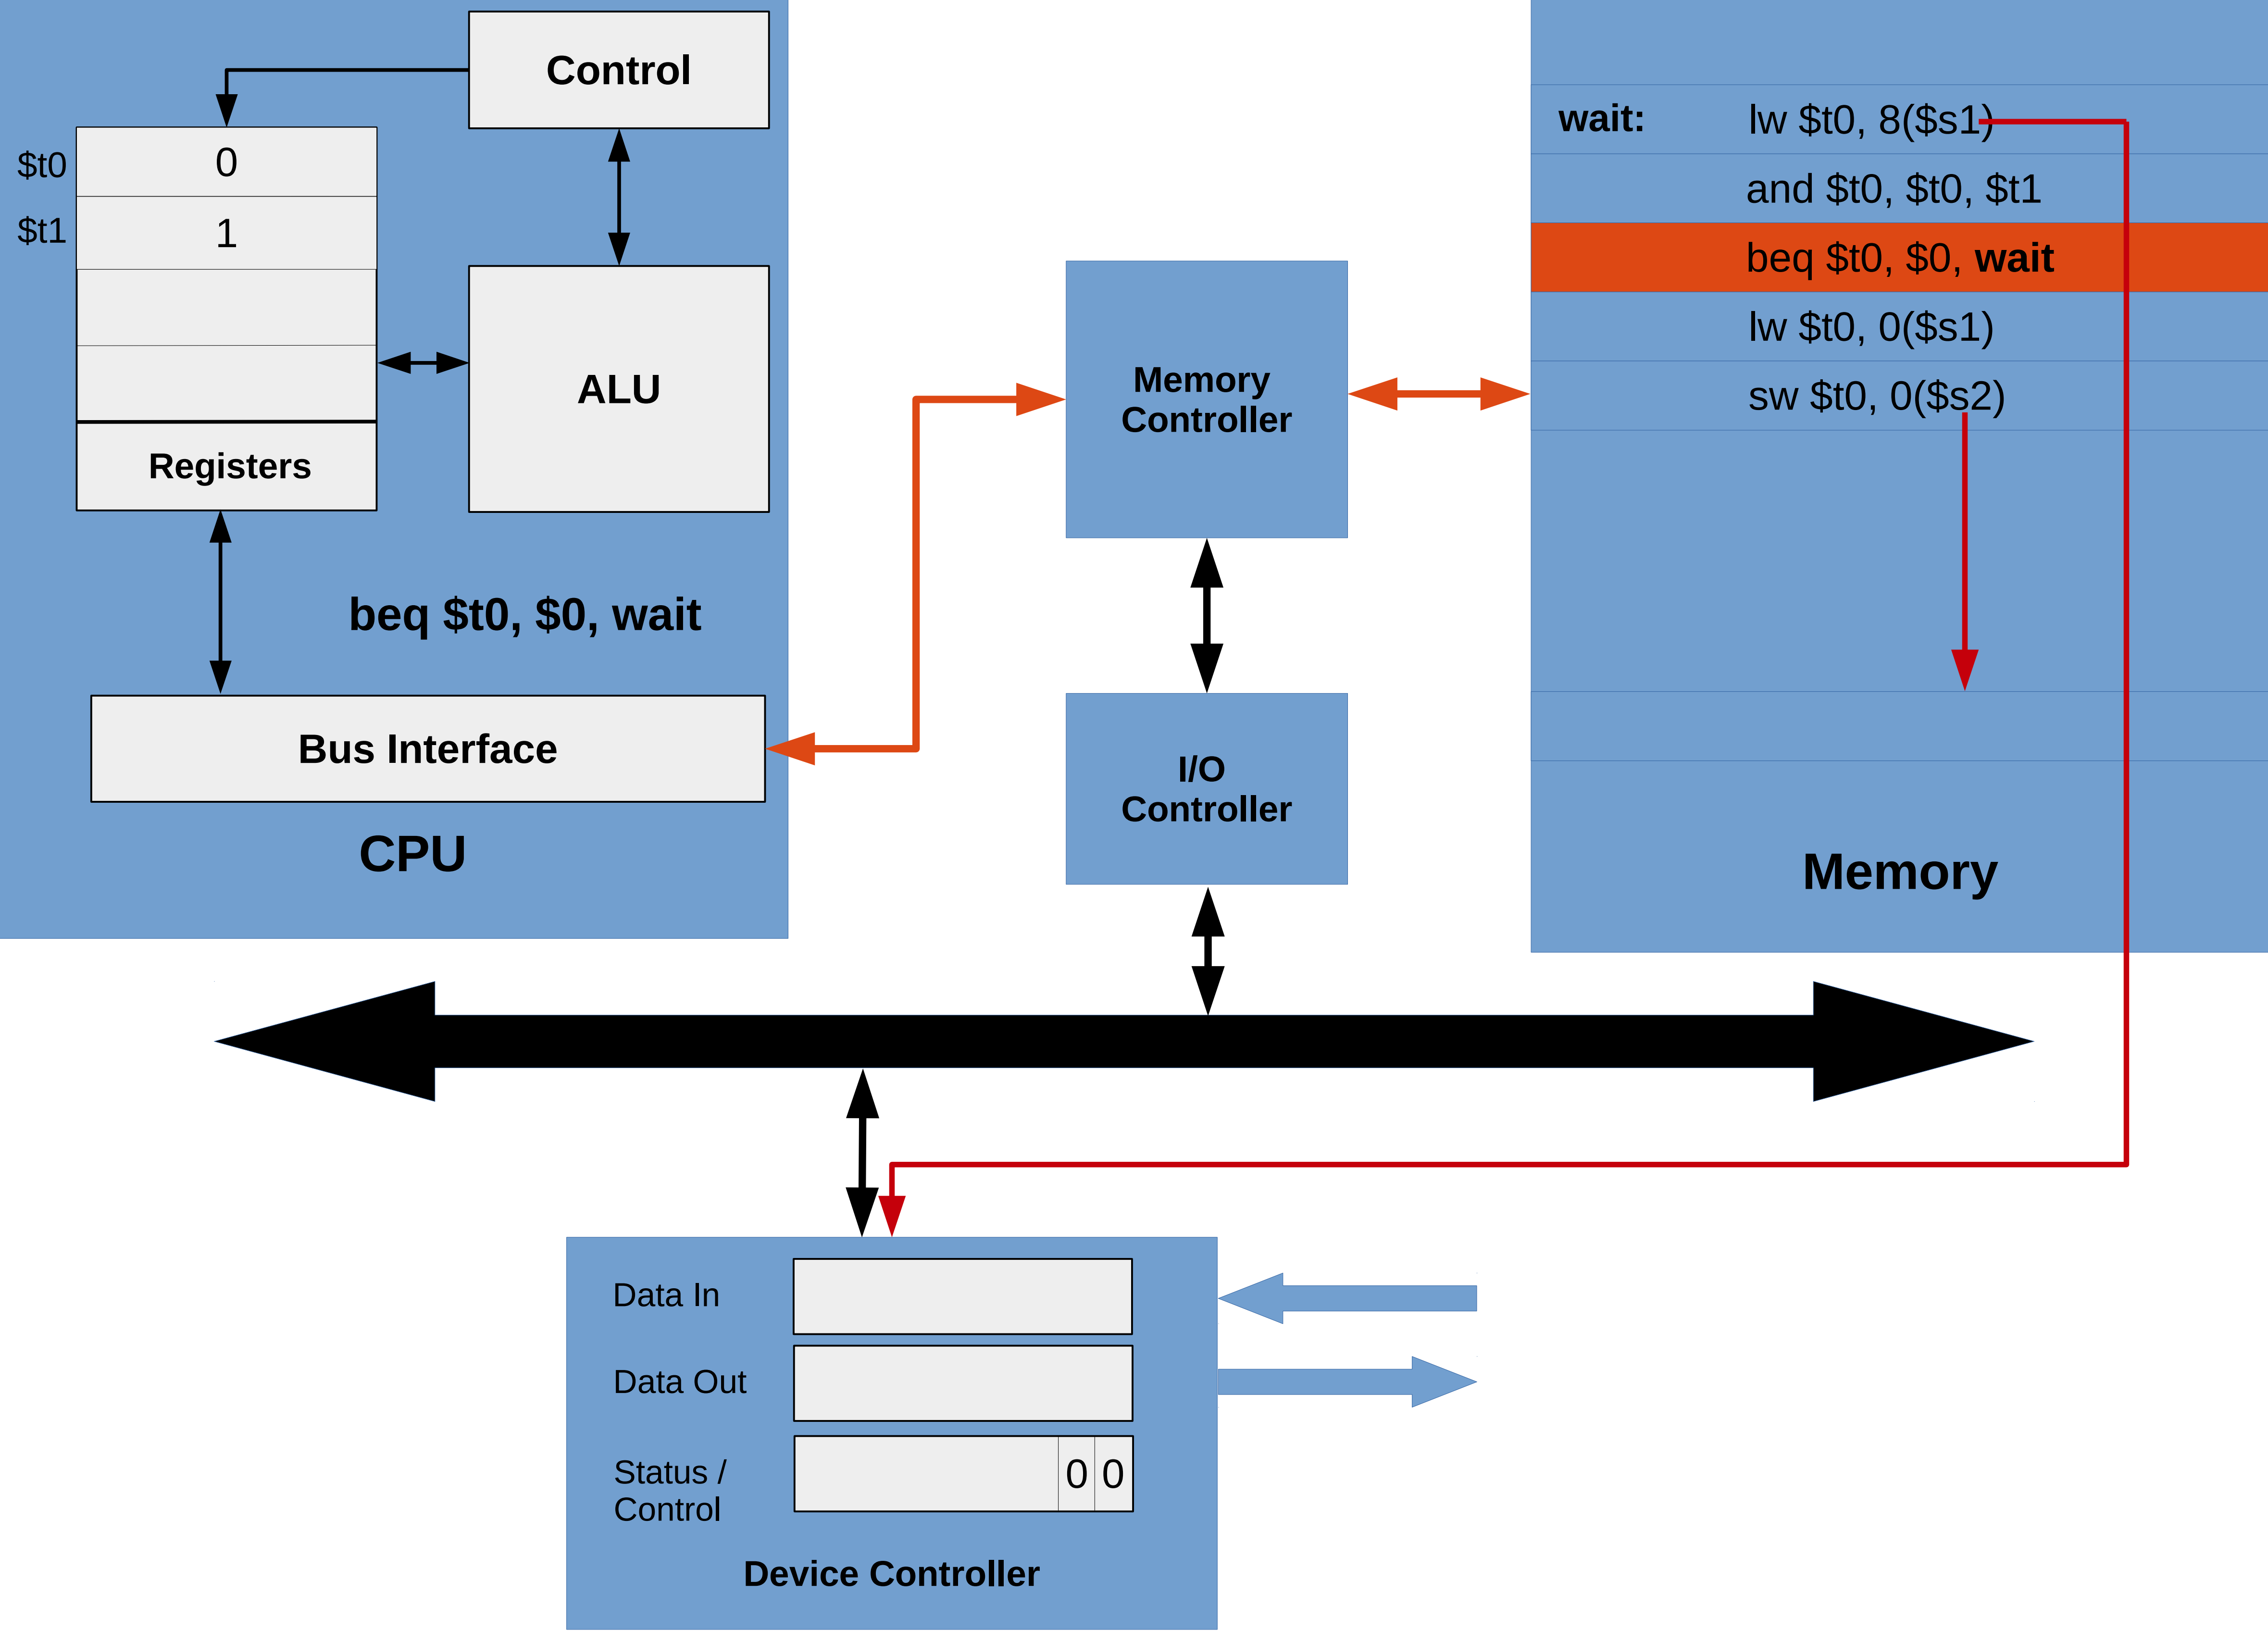 Control
$t0
0
$t1
1
ALU
Registers
beq $t0, $0, wait
Bus Interface
CPU
Memory
Controller
I/O
Controller
wait: lw $t0, 8($s1)
and $t0, $t0, $t1
beq $t0, $0, wait
lw $t0, 0($s1)
sw $t0, 0($s2)
Memory
Data In
Data Out
Status /
Control
0 0
Device Controller